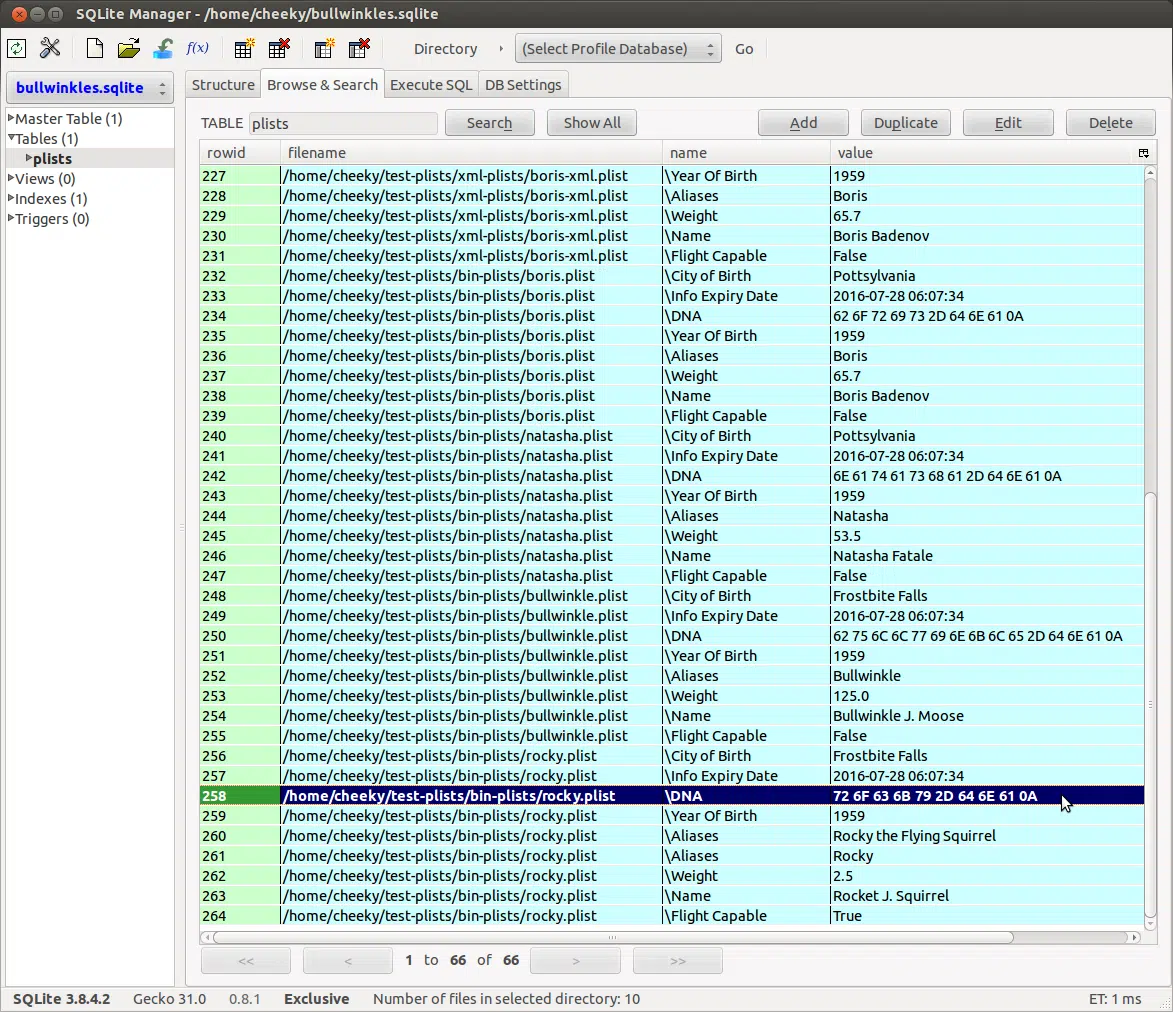 SQLite Manager - /home/cheeky/bullwinkles.sqlite
f(x) Directory (Select Profile Database) Go
bullwinkles.sqlite
Master Table (1)
Tables (1)
plists
Views (0)
Indexes (1)
Triggers (0)
Structure Browse & Search Execute SQL DB Settings
TABLE plists Search Show All Add Duplicate Edit Delete
rowid filename name value
227 /home/cheeky/test-plists/xml-plists/boris-xml.plist \Year Of Birth 1959
228 /home/cheeky/test-plists/xml-plists/boris-xml.plist \Aliases Boris
229 /home/cheeky/test-plists/xml-plists/boris-xml.plist \Weight 65.7
230 /home/cheeky/test-plists/xml-plists/boris-xml.plist \Name Boris Badenov
231 /home/cheeky/test-plists/xml-plists/boris-xml.plist \Flight Capable False
232 /home/cheeky/test-plists/bin-plists/boris.plist \City of Birth Pottsylvania
233 /home/cheeky/test-plists/bin-plists/boris.plist \Info Expiry Date 2016-07-28 06:07:34
234 /home/cheeky/test-plists/bin-plists/boris.plist \DNA 62 6F 72 69 73 2D 64 6E 61 0A
235 /home/cheeky/test-plists/bin-plists/boris.plist \Year Of Birth 1959
236 /home/cheeky/test-plists/bin-plists/boris.plist \Aliases Boris
237 /home/cheeky/test-plists/bin-plists/boris.plist \Weight 65.7
238 /home/cheeky/test-plists/bin-plists/boris.plist \Name Boris Badenov
239 /home/cheeky/test-plists/bin-plists/boris.plist \Flight Capable False
240 /home/cheeky/test-plists/bin-plists/natasha.plist \City of Birth Pottsylvania
241 /home/cheeky/test-plists/bin-plists/natasha.plist \Info Expiry Date 2016-07-28 06:07:34
242 /home/cheeky/test-plists/bin-plists/natasha.plist \DNA 6E 61 74 61 73 68 61 2D 64 6E 61 0A
243 /home/cheeky/test-plists/bin-plists/natasha.plist \Year Of Birth 1959
244 /home/cheeky/test-plists/bin-plists/natasha.plist \Aliases Natasha
245 /home/cheeky/test-plists/bin-plists/natasha.plist \Weight 53.5
246 /home/cheeky/test-plists/bin-plists/natasha.plist \Name Natasha Fatale
247 /home/cheeky/test-plists/bin-plists/natasha.plist \Flight Capable False
248 /home/cheeky/test-plists/bin-plists/bullwinkle.plist \City of Birth Frostbite Falls
249 /home/cheeky/test-plists/bin-plists/bullwinkle.plist \Info Expiry Date 2016-07-28 06:07:34
250 /home/cheeky/test-plists/bin-plists/bullwinkle.plist \DNA 62 75 6C 6C 77 69 6E 6B 6C 65 2D 64 6E 61 0A
251 /home/cheeky/test-plists/bin-plists/bullwinkle.plist \Year Of Birth 1959
252 /home/cheeky/test-plists/bin-plists/bullwinkle.plist \Aliases Bullwinkle
253 /home/cheeky/test-plists/bin-plists/bullwinkle.plist \Weight 125.0
254 /home/cheeky/test-plists/bin-plists/bullwinkle.plist \Name Bullwinkle J. Moose
255 /home/cheeky/test-plists/bin-plists/bullwinkle.plist \Flight Capable False
256 /home/cheeky/test-plists/bin-plists/rocky.plist \City of Birth Frostbite Falls
257 /home/cheeky/test-plists/bin-plists/rocky.plist \Info Expiry Date 2016-07-28 06:07:34
258 /home/cheeky/test-plists/bin-plists/rocky.plist \DNA 72 6F 63 6B 79 2D 64 6E 61 0A
259 /home/cheeky/test-plists/bin-plists/rocky.plist \Year Of Birth 1959
260 /home/cheeky/test-plists/bin-plists/rocky.plist \Aliases Rocky the Flying Squirrel
261 /home/cheeky/test-plists/bin-plists/rocky.plist \Aliases Rocky
262 /home/cheeky/test-plists/bin-plists/rocky.plist \Weight 2.5
263 /home/cheeky/test-plists/bin-plists/rocky.plist \Name Rocket J. Squirrel
264 /home/cheeky/test-plists/bin-plists/rocky.plist \Flight Capable True
<< < 1 to 66 of 66 > >>
SQLite 3.8.4.2 Gecko 31.0 0.8.1 Exclusive Number of files in selected directory: 10 ET: 1 ms